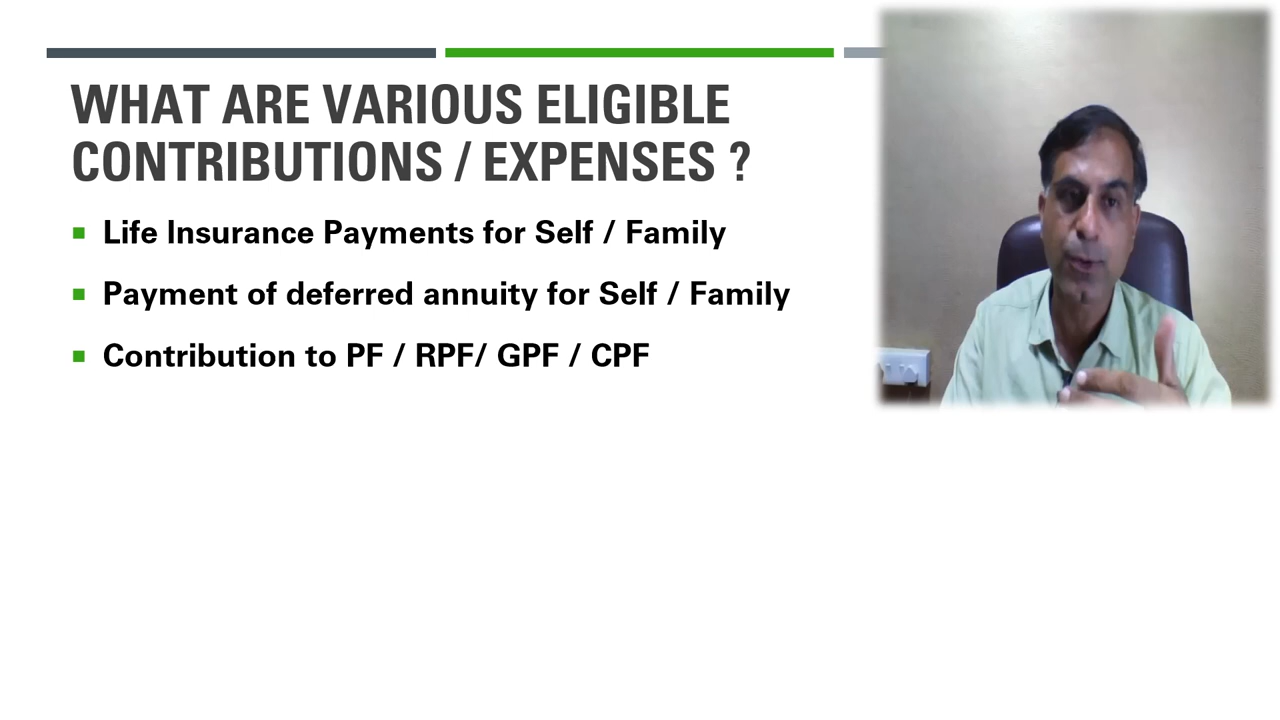 WHAT ARE VARIOUS ELIGIBLE
CONTRIBUTIONS / EXPENSES ?
Life Insurance Payments for Self / Family
Payment of deferred annuity for Self / Family
Contribution to PF / RPF/ GPF / CPF